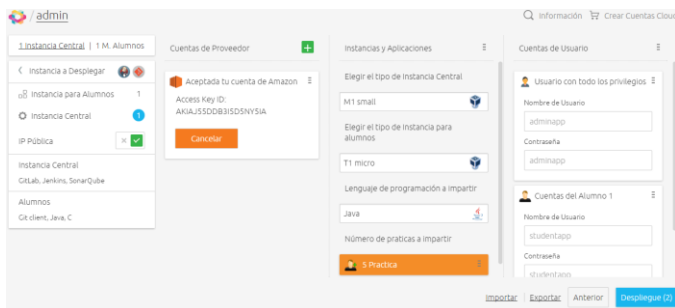 / admin
Información
Crear Cuentas Cloud
1 Instancia Central | 1 M. Alumnos
Instancia a Desplegar
Instancia para Alumnos 1
Instancia Central 1
IP Pública
Instancia Central
GitLab, Jenkins, SonarQube
Alumnos
Git client, Java, C
Cuentas de Proveedor
Aceptada tu cuenta de Amazon
Access Key ID:
Cancelar
Instancias y Aplicaciones
Elegir el tipo de Instancia Central
M1 small
Elegir el tipo de Instancia para
alumnos
T1 micro
Lenguaje de programación a impartir
Java
Número de praticas a impartir
5 Practica
Cuentas de Usuario
Usuario con todo los privilegios
Nombre de Usuario
adminapp
Contraseña
adminapp
Cuentas del Alumno 1
Nombre de Usuario
studentapp
Contraseña
studentapp
Importar
Exportar
Anterior
Despliegue (2)